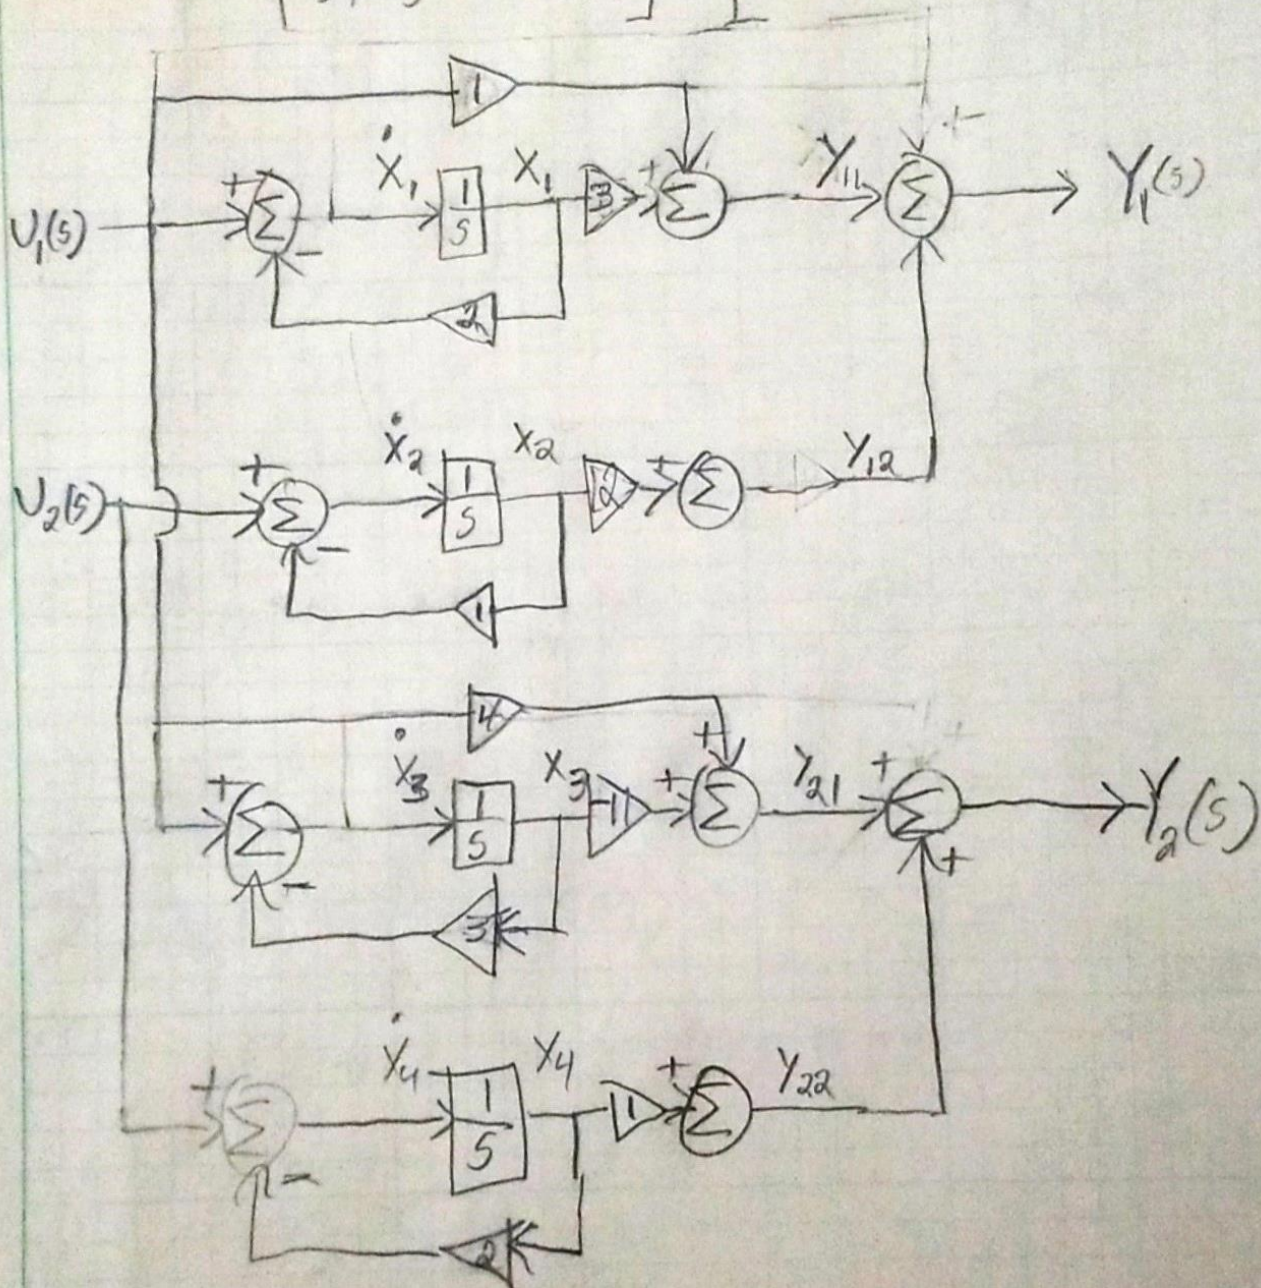 1
Ẋ₁ X₁ + Y₁₁ + -
+ 1/S 3 + Σ Σ Y₁(s)
U₁(s) Σ -
2
Ẋ₂ X₂ Y₁₂
+ 1/S 12 + Σ
U₂(s) Σ -
1
4
Ẋ₃ X₃ + Y₂₁ + +
+ 1/S 11 + Σ Σ Y₂(s)
Σ - +
3
Ẋ₄ X₄ + Y₂₂
+ Σ 1/S 1 Σ
-
2